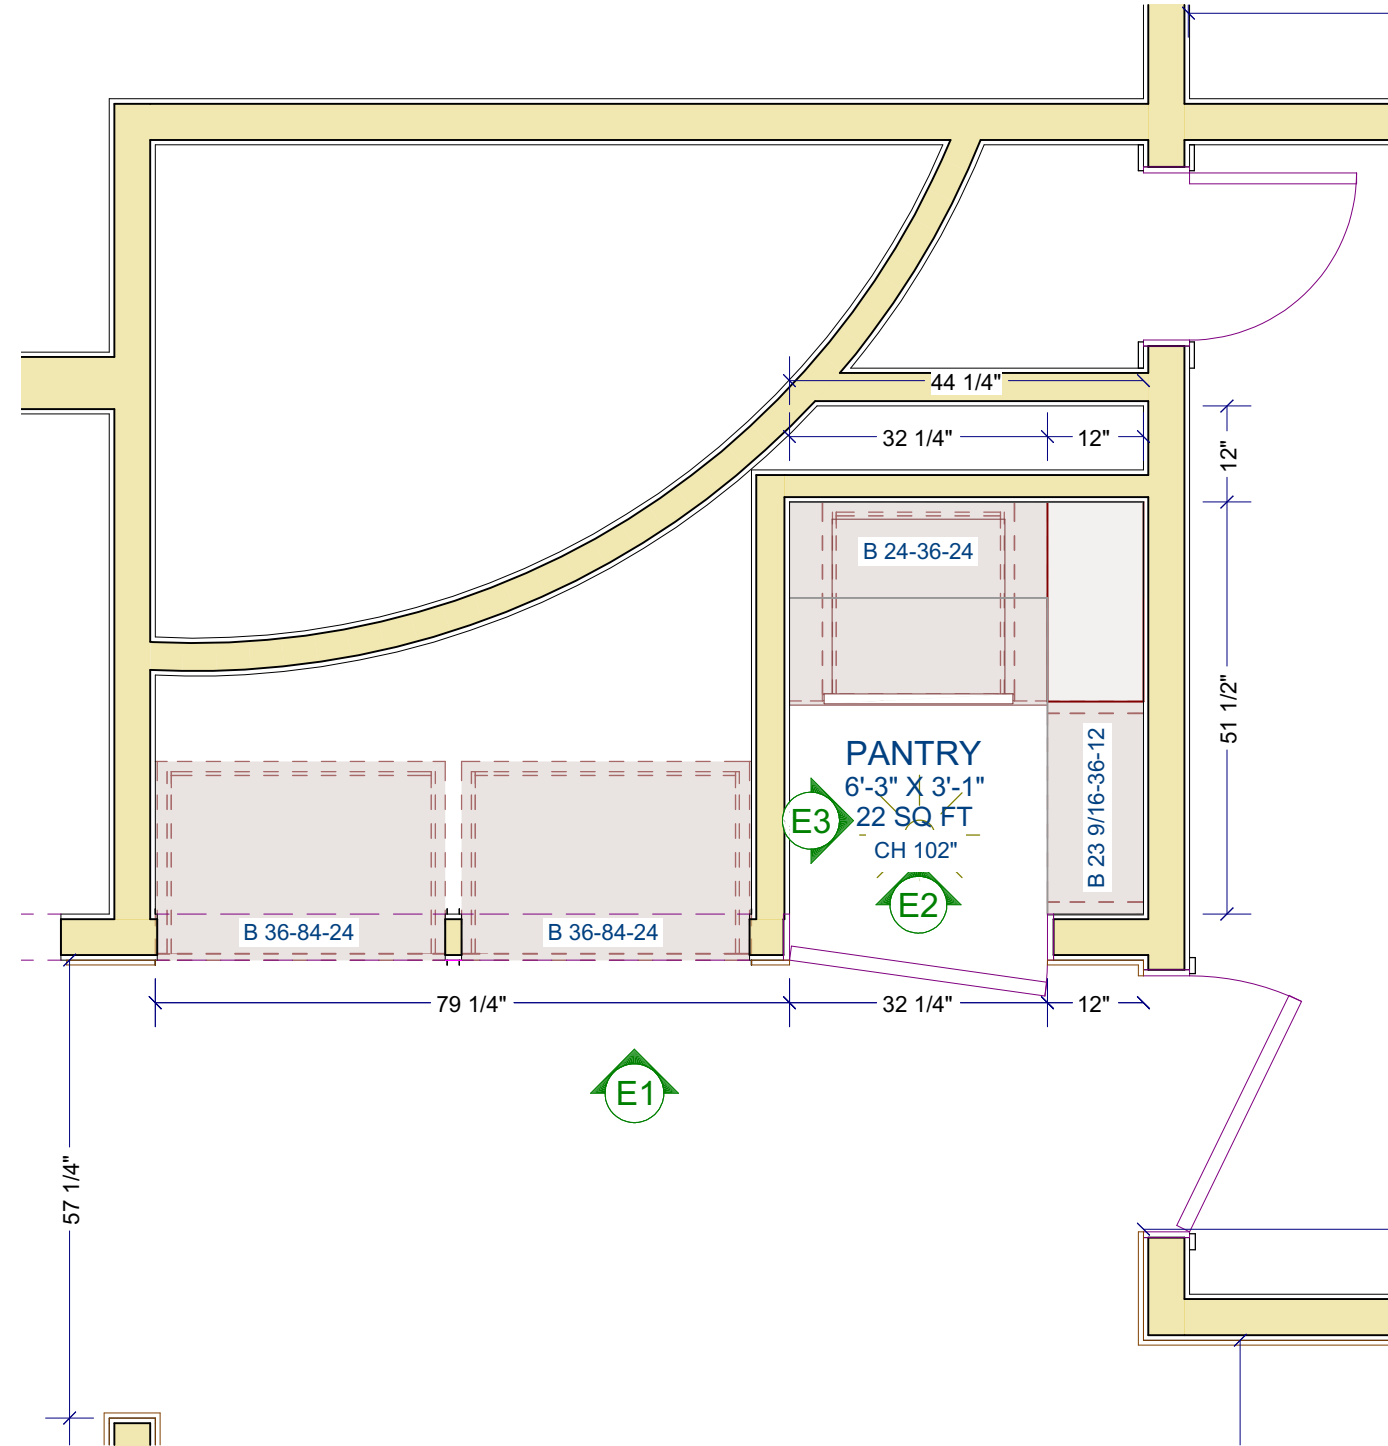 44 1/4"
32 1/4"
12"
12"
B 24-36-24
51 1/2"
PANTRY
6'-3" X 3'-1"
22 SQ FT
CH 102"
E3
E2
B 23 9/16-36-12
B 36-84-24
B 36-84-24
79 1/4"
32 1/4"
12"
E1
57 1/4"